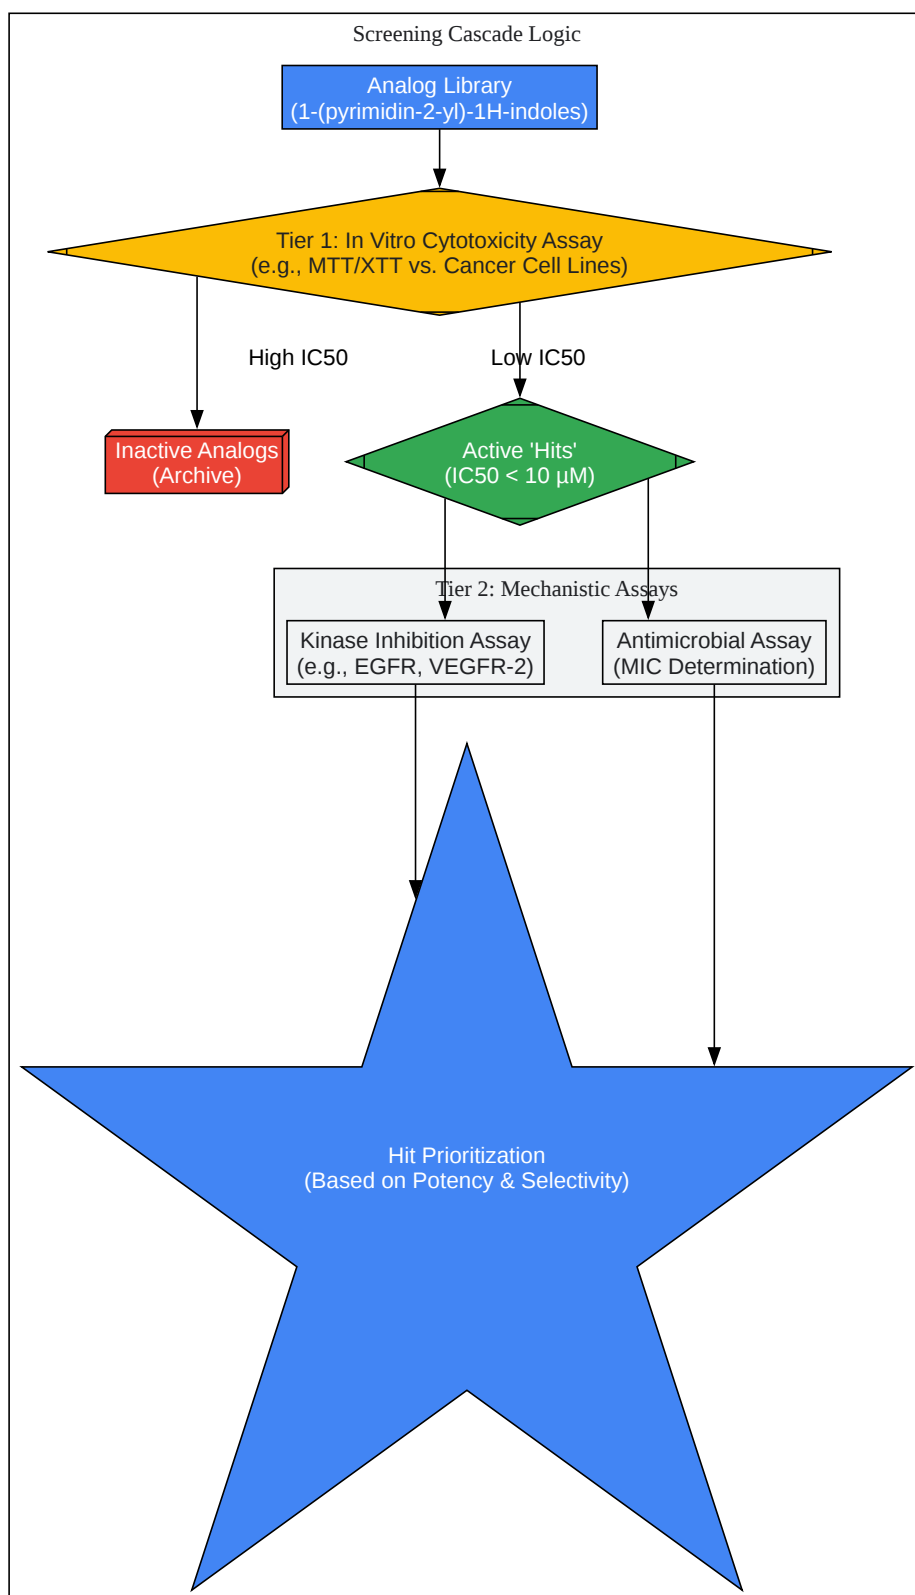 Screening Cascade Logic
Analog Library
(1-(pyrimidin-2-yl)-1H-indoles)
Tier 1: In Vitro Cytotoxicity Assay
(e.g., MTT/XTT vs. Cancer Cell Lines)
High IC50
Low IC50
Inactive Analogs
(Archive)
Active 'Hits'
(IC50 < 10 µM)
Tier 2: Mechanistic Assays
Kinase Inhibition Assay
(e.g., EGFR, VEGFR-2)
Antimicrobial Assay
(MIC Determination)
Hit Prioritization
(Based on Potency & Selectivity)